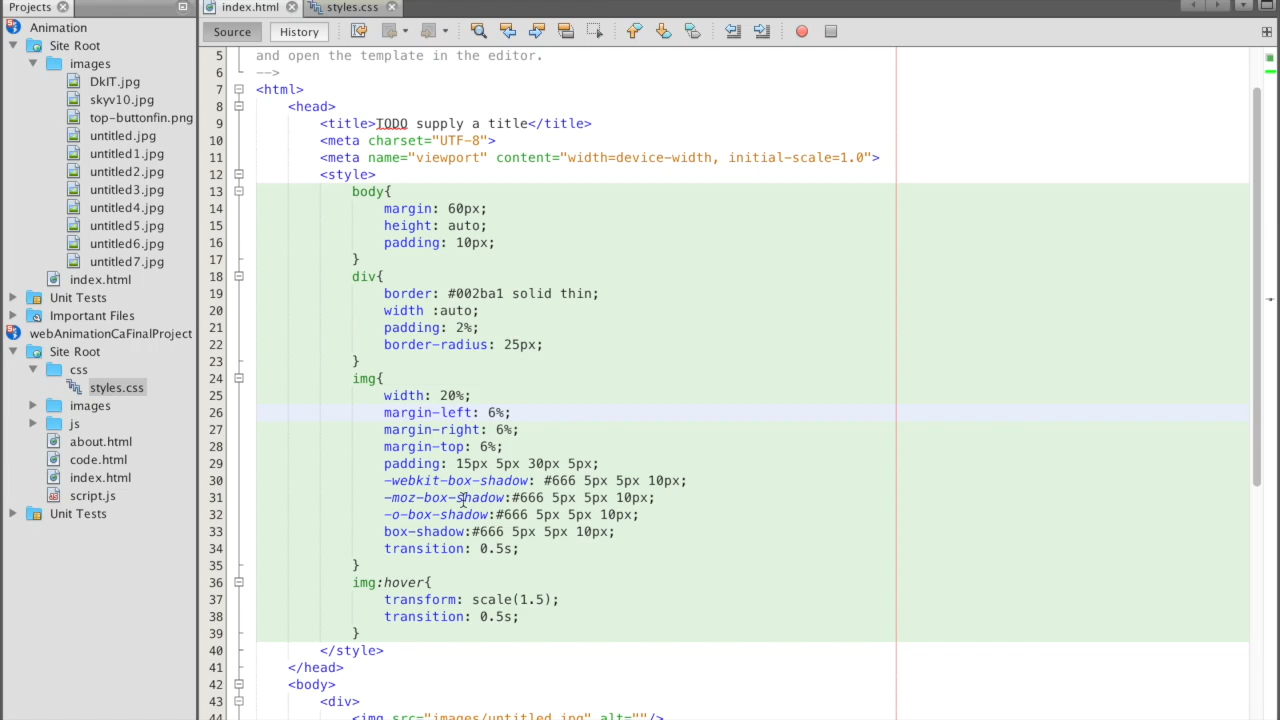 Projects
index.html
styles.css
Animation
Site Root
images
DkIT.jpg
skyv10.jpg
top-buttonfin.png
untitled.jpg
untitled1.jpg
untitled2.jpg
untitled3.jpg
untitled4.jpg
untitled5.jpg
untitled6.jpg
untitled7.jpg
index.html
Unit Tests
Important Files
webAnimationCaFinalProject
Site Root
css
styles.css
images
js
about.html
code.html
index.html
script.js
Unit Tests
Source History
5 and open the template in the editor.
6 -->
7 <html>
8 <head>
9 <title>TODO supply a title</title>
10 <meta charset="UTF-8">
11 <meta name="viewport" content="width=device-width, initial-scale=1.0">
12 <style>
13 body{
14 margin: 60px;
15 height: auto;
16 padding: 10px;
17 }
18 div{
19 border: #002ba1 solid thin;
20 width :auto;
21 padding: 2%;
22 border-radius: 25px;
23 }
24 img{
25 width: 20%;
26 margin-left: 6%;
27 margin-right: 6%;
28 margin-top: 6%;
29 padding: 15px 5px 30px 5px;
30 -webkit-box-shadow: #666 5px 5px 10px;
31 -moz-box-shadow:#666 5px 5px 10px;
32 -o-box-shadow:#666 5px 5px 10px;
33 box-shadow:#666 5px 5px 10px;
34 transition: 0.5s;
35 }
36 img:hover{
37 transform: scale(1.5);
38 transition: 0.5s;
39 }
40 </style>
41 </head>
42 <body>
43 <div>
44 <img src="images/untitled.jpg" alt=""/>